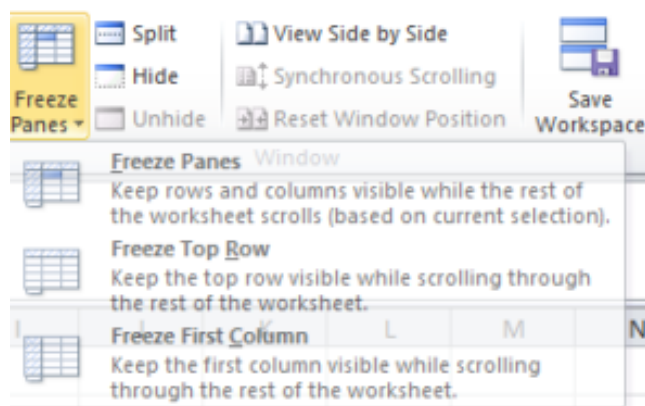 Split
View Side by Side
Hide
Synchronous Scrolling
Freeze
Panes
Unhide
Reset Window Position
Save
Workspace
Window
Freeze Panes
Keep rows and columns visible while the rest of
the worksheet scrolls (based on current selection).
Freeze Top Row
Keep the top row visible while scrolling through
the rest of the worksheet.
I K L M N
Freeze First Column
Keep the first column visible while scrolling
through the rest of the worksheet.